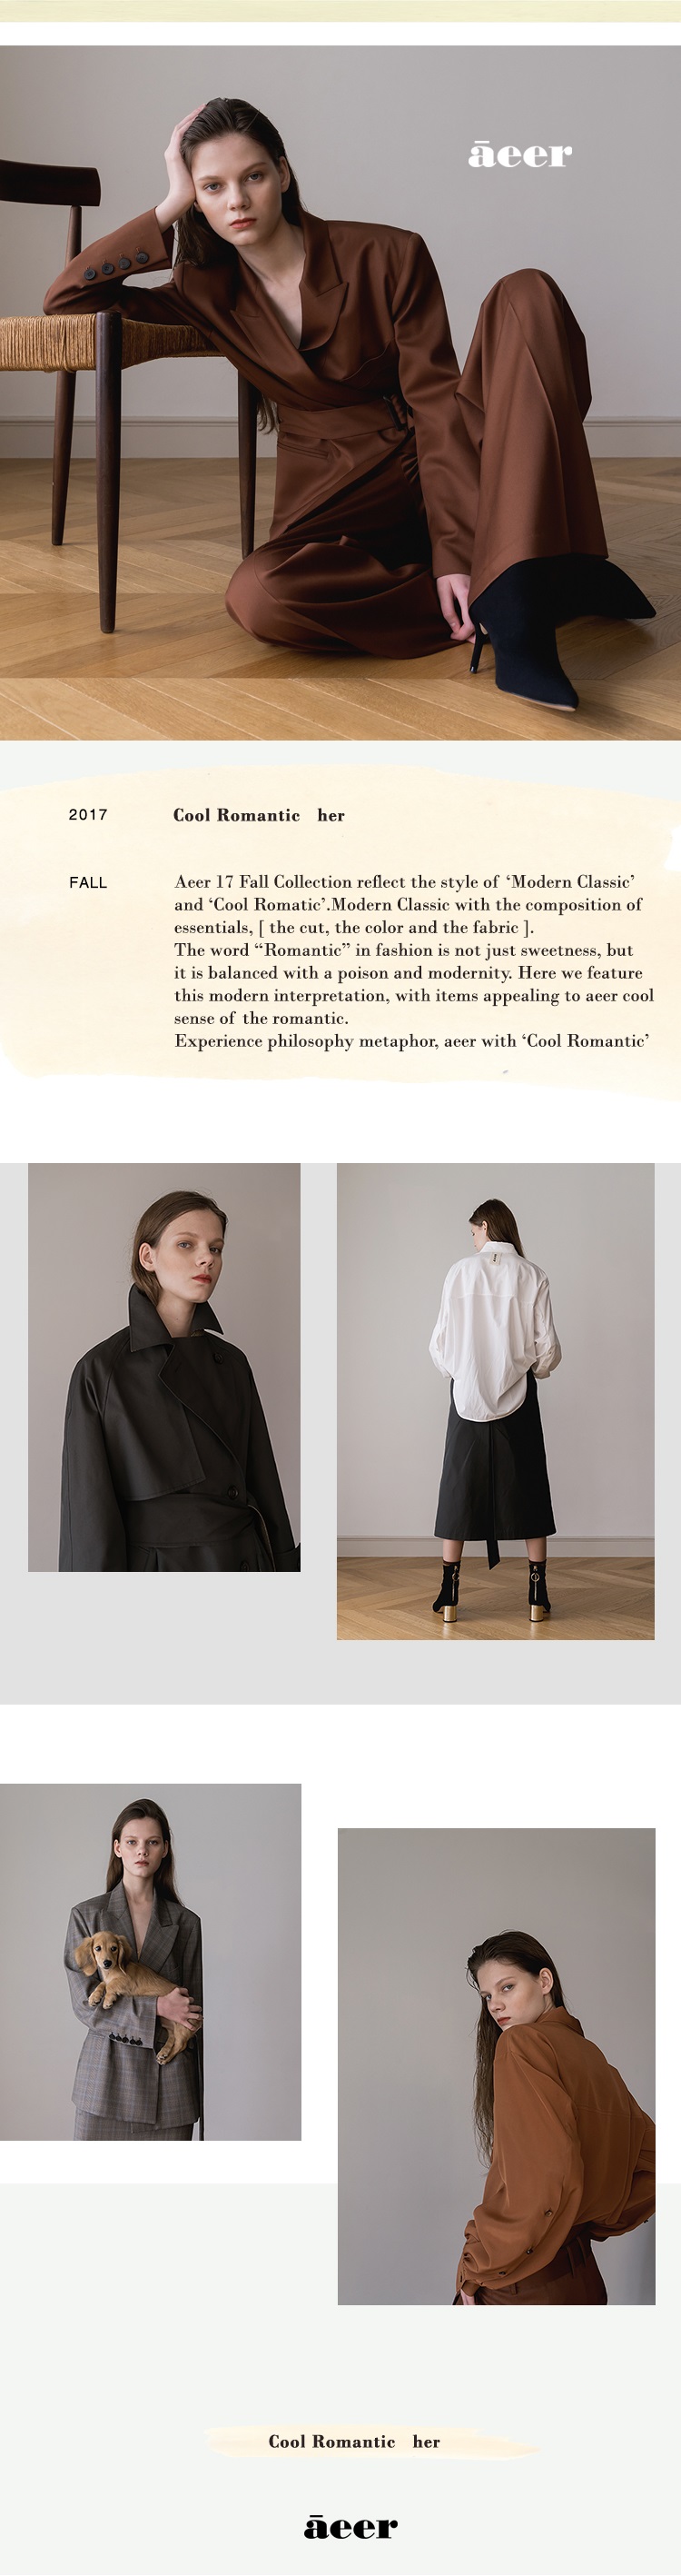 āeer
2017 Cool Romantic her
FALL Aeer 17 Fall Collection reflect the style of ‘Modern Classic’
and ‘Cool Romatic’.Modern Classic with the composition of
essentials, [ the cut, the color and the fabric ].
The word “Romantic” in fashion is not just sweetness, but
it is balanced with a poison and modernity. Here we feature
this modern interpretation, with items appealing to aeer cool
sense of the romantic.
Experience philosophy metaphor, aeer with ‘Cool Romantic’
Cool Romantic her
āeer